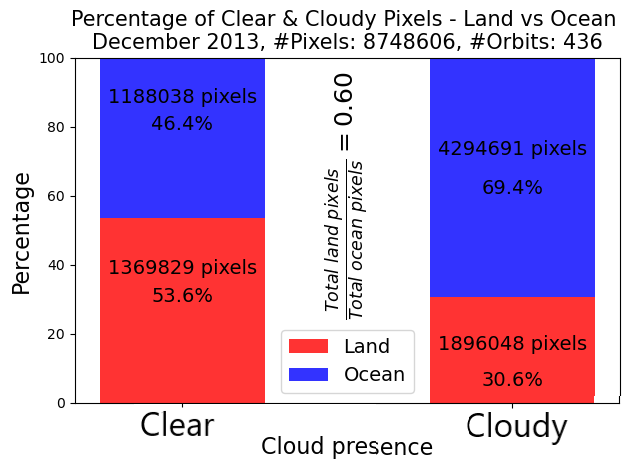 Percentage of Clear & Cloudy Pixels - Land vs Ocean
December 2013, #Pixels: 8748606, #Orbits: 436
Percentage
100
80
60
40
20
0
1188038 pixels
46.4%
1369829 pixels
53.6%
Total land pixels
Total ocean pixels
= 0.60
4294691 pixels
69.4%
1896048 pixels
30.6%
Land
Ocean
Clear
Cloudy
Cloud presence